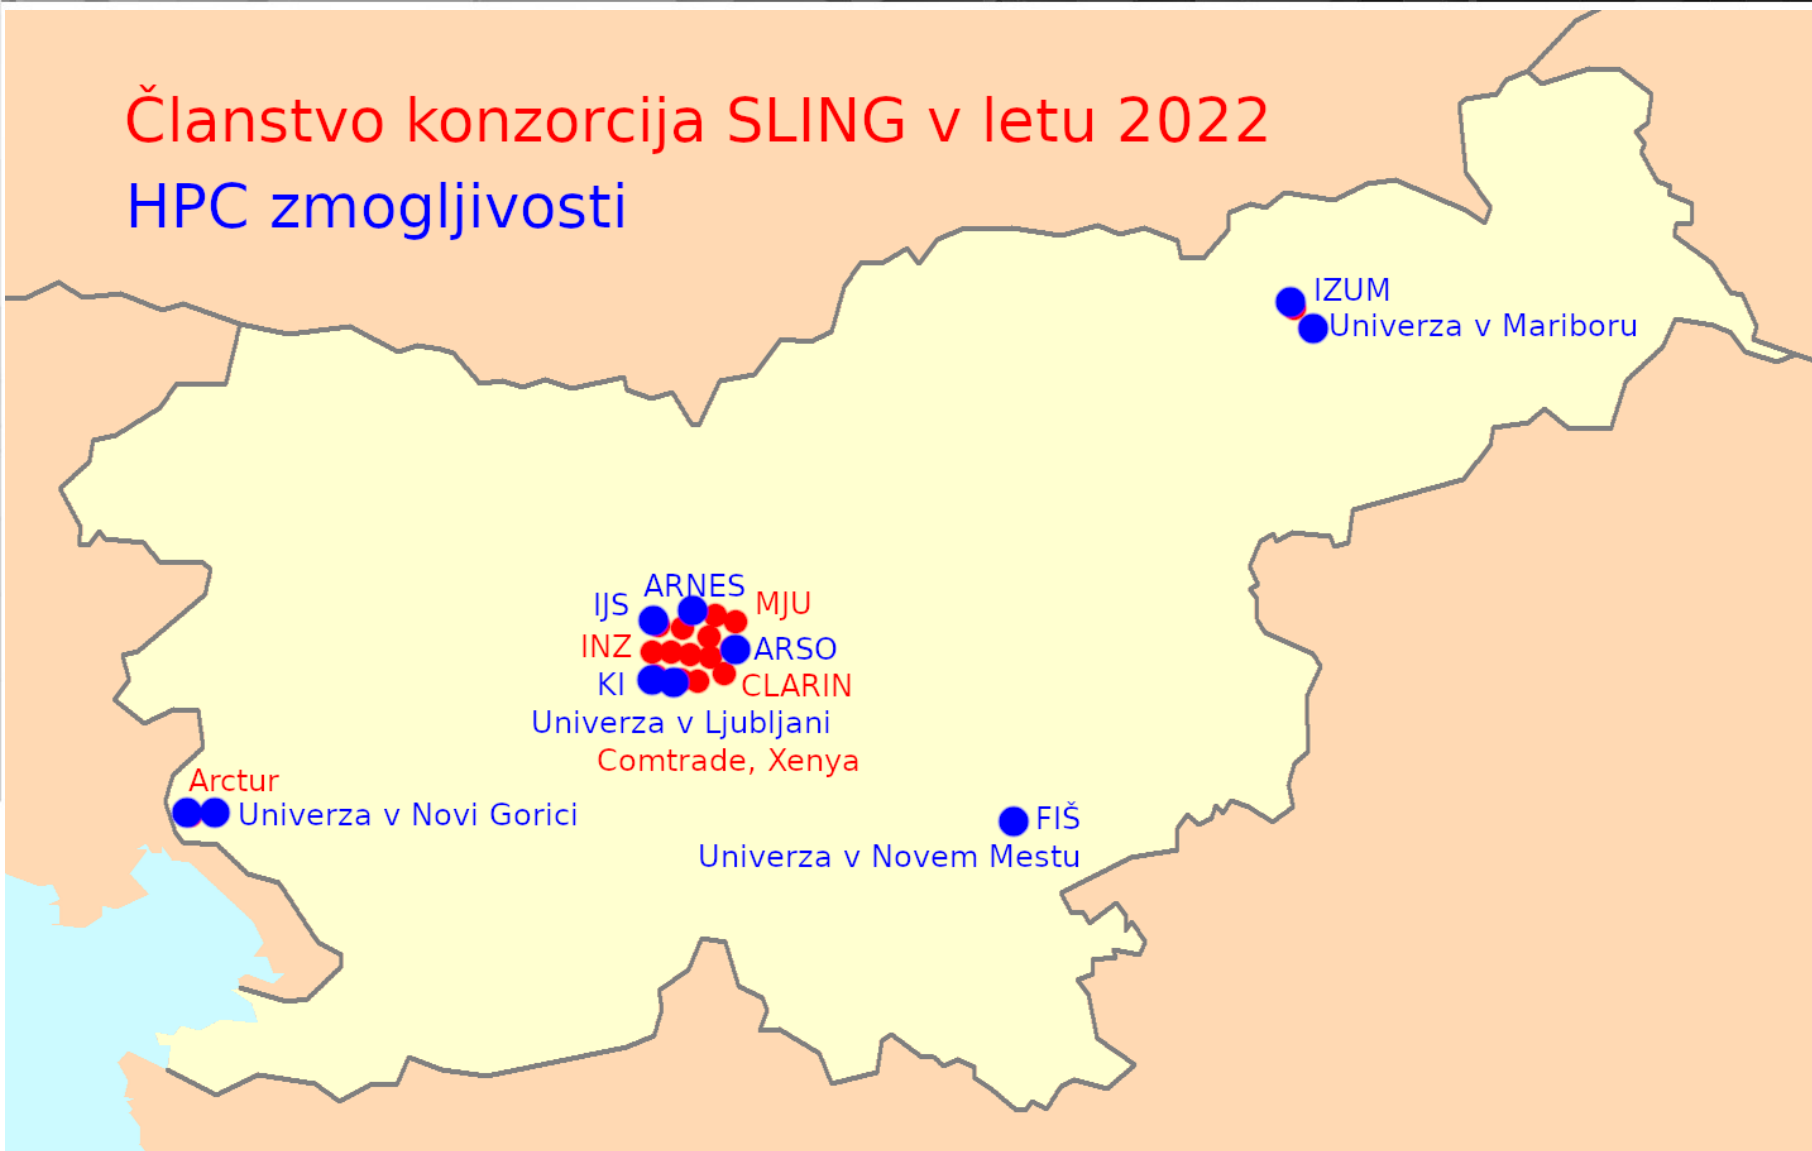 Članstvo konzorcija SLING v letu 2022
HPC zmogljivosti
IZUM
Univerza v Mariboru
ARNES
IJS
MJU
INZ
ARSO
KI
CLARIN
Univerza v Ljubljani
Comtrade, Xenya
Arctur
Univerza v Novi Gorici
FIŠ
Univerza v Novem Mestu